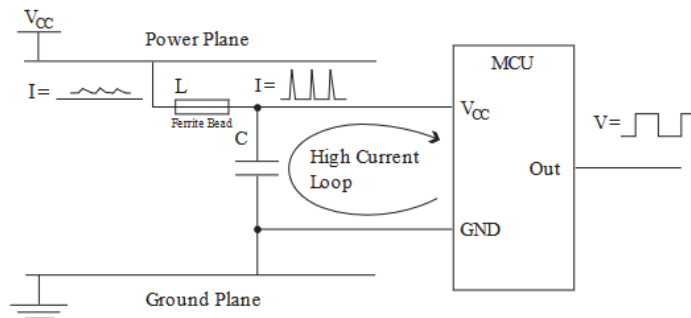 VCC
Power Plane
MCU
I=
L
I=
Ferrite Bead
VCC
V=
C
High Current
Loop
Out
GND
Ground Plane